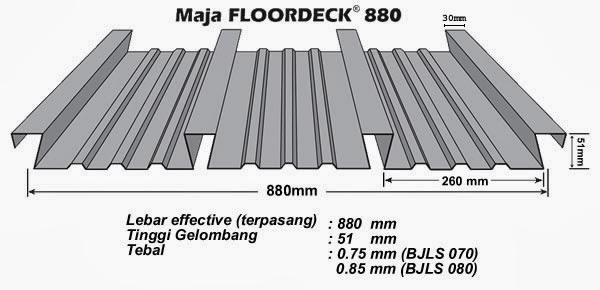 Maja FLOORDECK® 880
30mm
51mm
880mm
260 mm
Lebar effective (terpasang) : 880 mm
Tinggi Gelombang : 51 mm
Tebal : 0.75 mm (BJLS 070)
0.85 mm (BJLS 080)